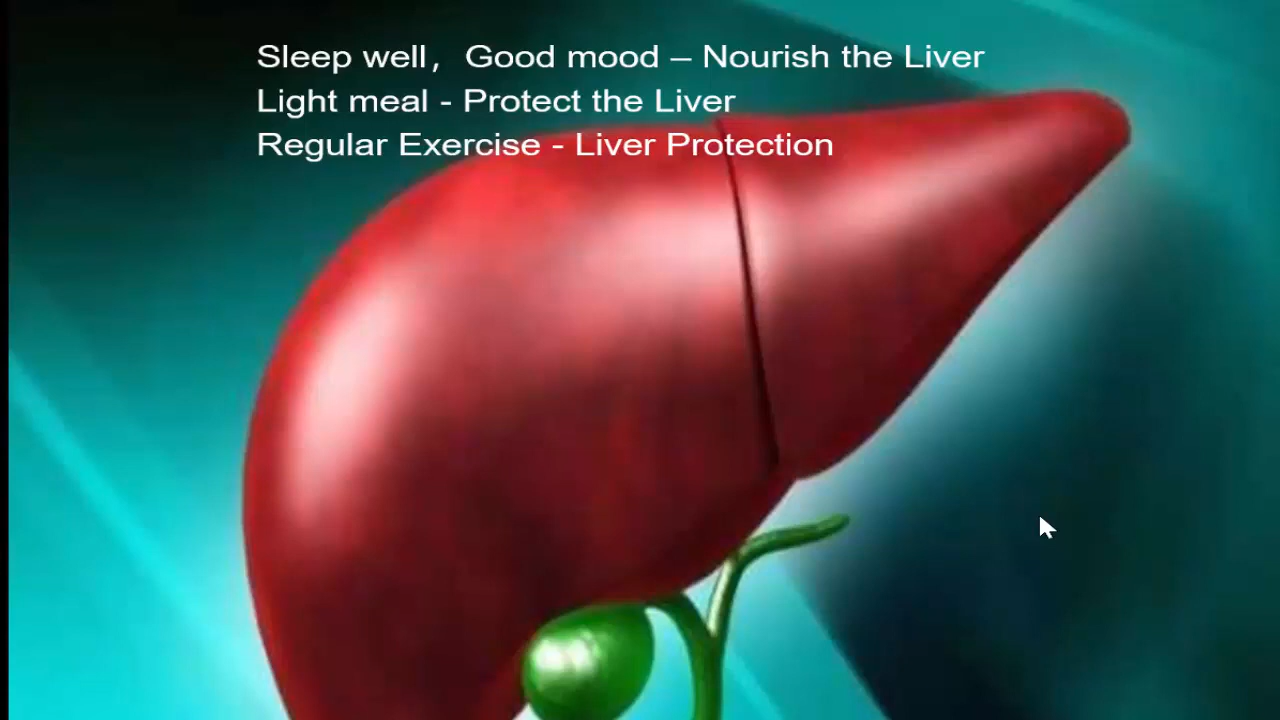 Sleep well, Good mood – Nourish the Liver
Light meal - Protect the Liver
Regular Exercise - Liver Protection